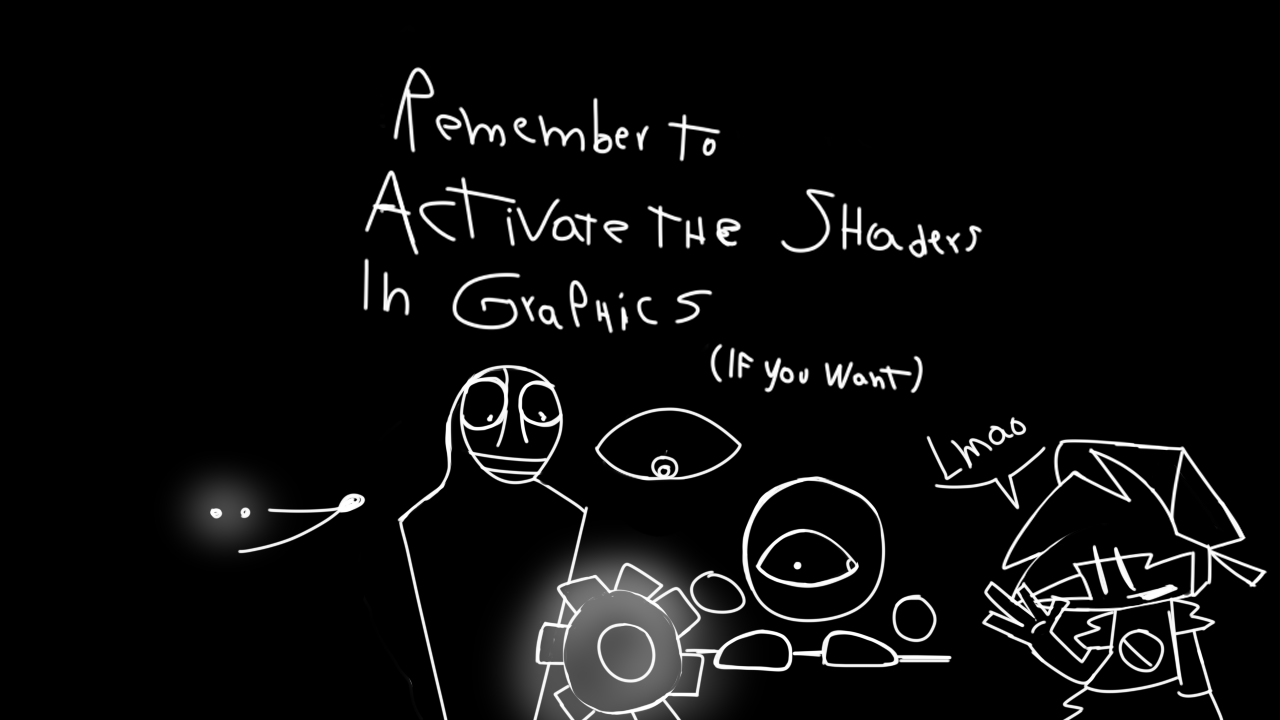 Remember to
Activate the Shaders
In Graphics
(If you want)
Lmao